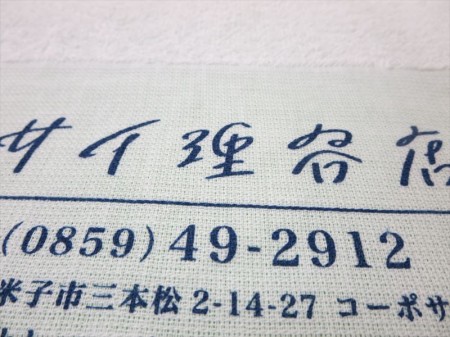 サイ理容店
(0859) 49-2912
米子市三本松 2-14-27 コーポサ